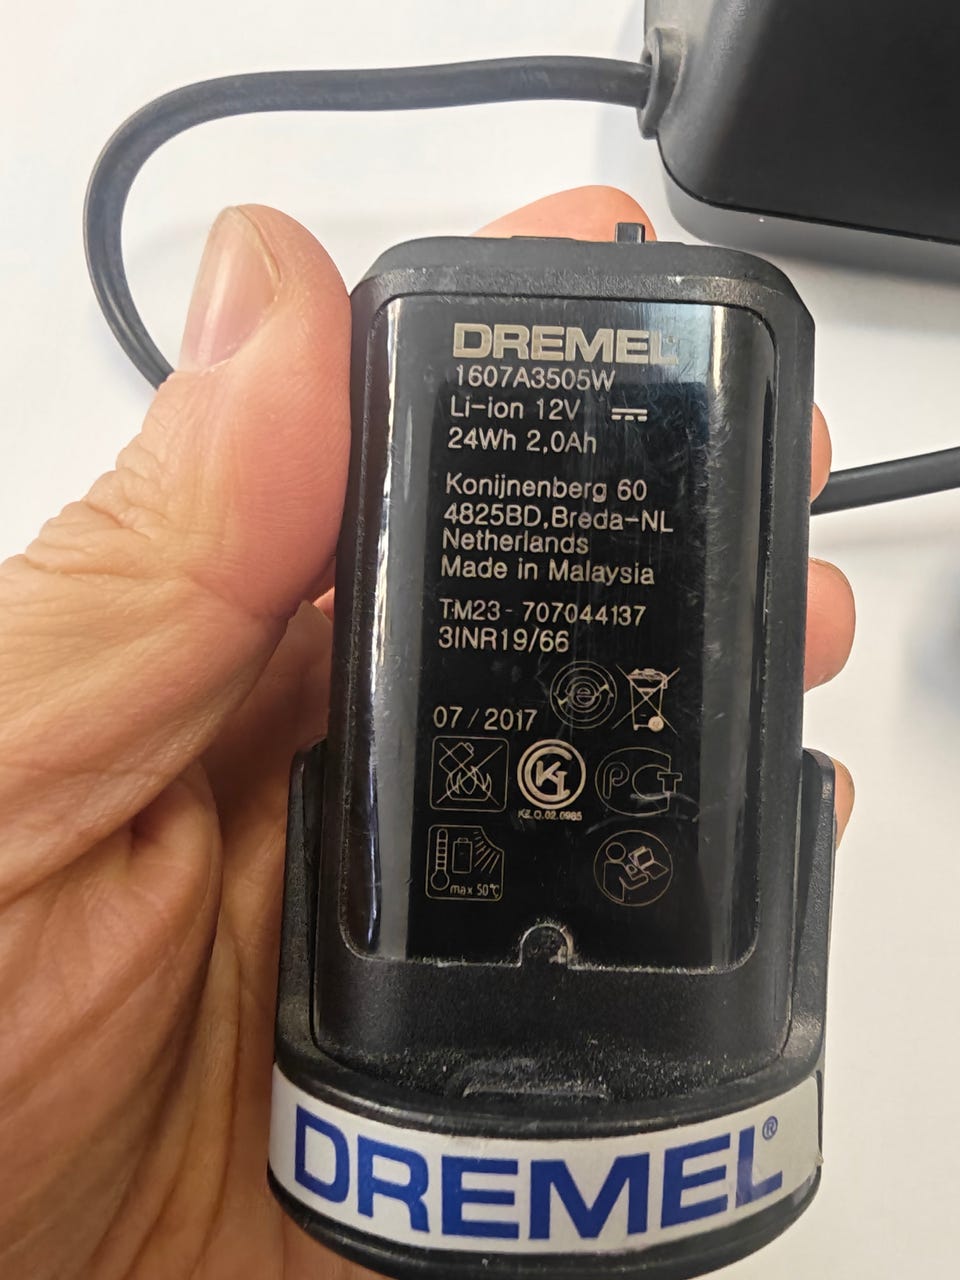 DREMEL
1607A3505W
Li-ion 12V
24Wh 2,0Ah
Konijnenberg 60
4825BD,Breda-NL
Netherlands
Made in Malaysia
TM23- 707044137
3INR19/66
e
07/2017
KZ.O.02.0985
PCT
max 50°C
DREMEL®